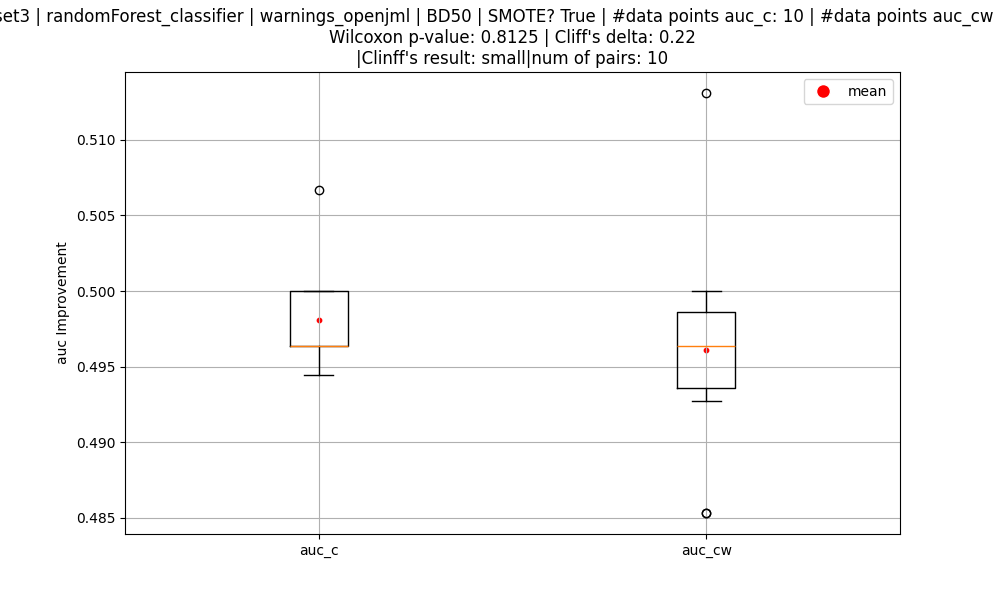 set3 | randomForest_classifier | warnings_openjml | BD50 | SMOTE? True | #data points auc_c: 10 | #data points auc_cw
Wilcoxon p-value: 0.8125 | Cliff's delta: 0.22
|Clinff's result: small|num of pairs: 10
mean
0.510
0.505
0.500
0.495
0.490
0.485
auc Improvement
auc_c
auc_cw